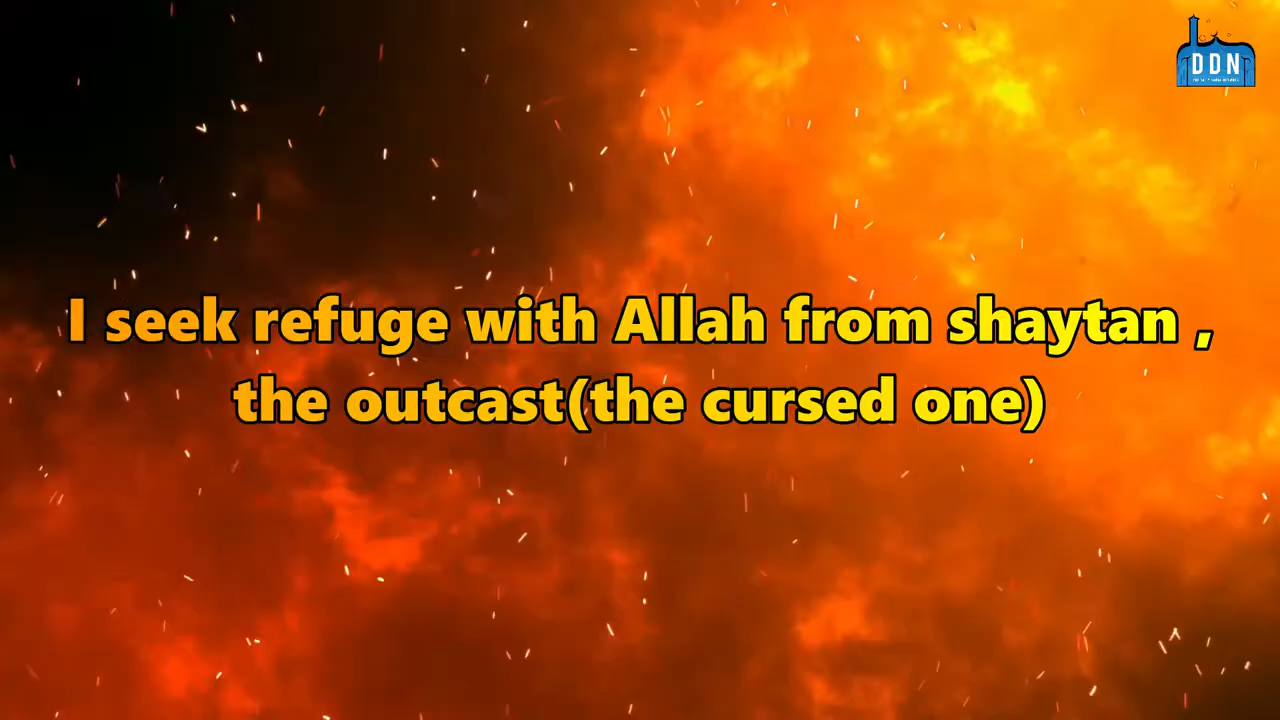 DDN
I seek refuge with Allah from shaytan ,
the outcast(the cursed one)